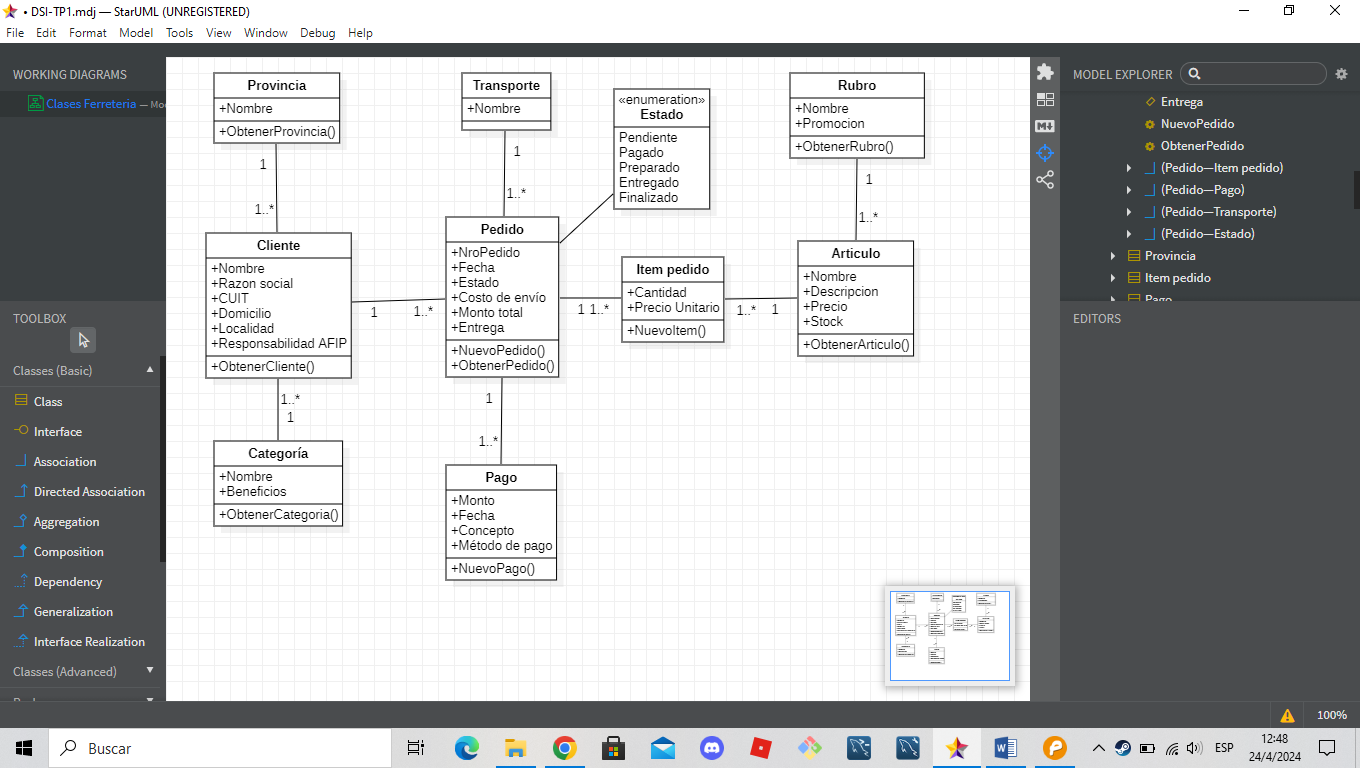 • DSI-TP1.mdj — StarUML (UNREGISTERED)
File Edit Format Model Tools View Window Debug Help
WORKING DIAGRAMS
Clases Ferreteria — Mo
TOOLBOX
Classes (Basic)
Class
Interface
Association
Directed Association
Aggregation
Composition
Dependency
Generalization
Interface Realization
Classes (Advanced)
Provincia
+Nombre
+ObtenerProvincia()
1
1..*
Cliente
+Nombre
+Razon social
+CUIT
+Domicilio
+Localidad
+Responsabilidad AFIP
+ObtenerCliente()
1..*
1
Categoría
+Nombre
+Beneficios
+ObtenerCategoria()
1
1..*
Transporte
+Nombre
1
1..*
Pedido
+NroPedido
+Fecha
+Estado
+Costo de envío
+Monto total
+Entrega
+NuevoPedido()
+ObtenerPedido()
1
1..*
Pago
+Monto
+Fecha
+Concepto
+Método de pago
+NuevoPago()
«enumeration»
Estado
Pendiente
Pagado
Preparado
Entregado
Finalizado
1 1..*
Item pedido
+Cantidad
+Precio Unitario
+NuevoItem()
1..* 1
Rubro
+Nombre
+Promocion
+ObtenerRubro()
1
1..*
Articulo
+Nombre
+Descripcion
+Precio
+Stock
+ObtenerArticulo()
MODEL EXPLORER
Entrega
NuevoPedido
ObtenerPedido
(Pedido—Item pedido)
(Pedido—Pago)
(Pedido—Transporte)
(Pedido—Estado)
Provincia
Item pedido
Pago
EDITORS
100%
Buscar
ESP
12:48
24/4/2024